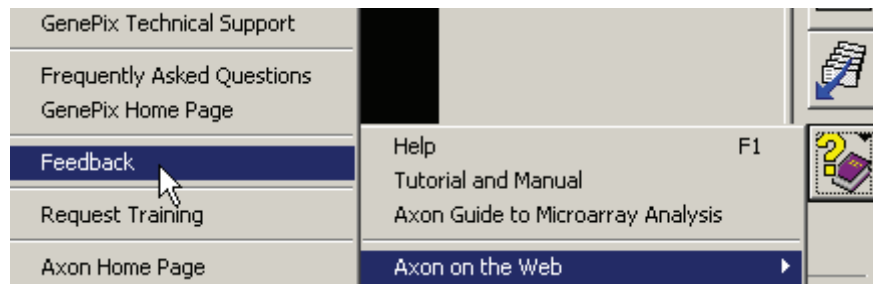 GenePix Technical Support
Frequently Asked Questions
GenePix Home Page
Feedback
Request Training
Axon Home Page
Help F1
Tutorial and Manual
Axon Guide to Microarray Analysis
Axon on the Web